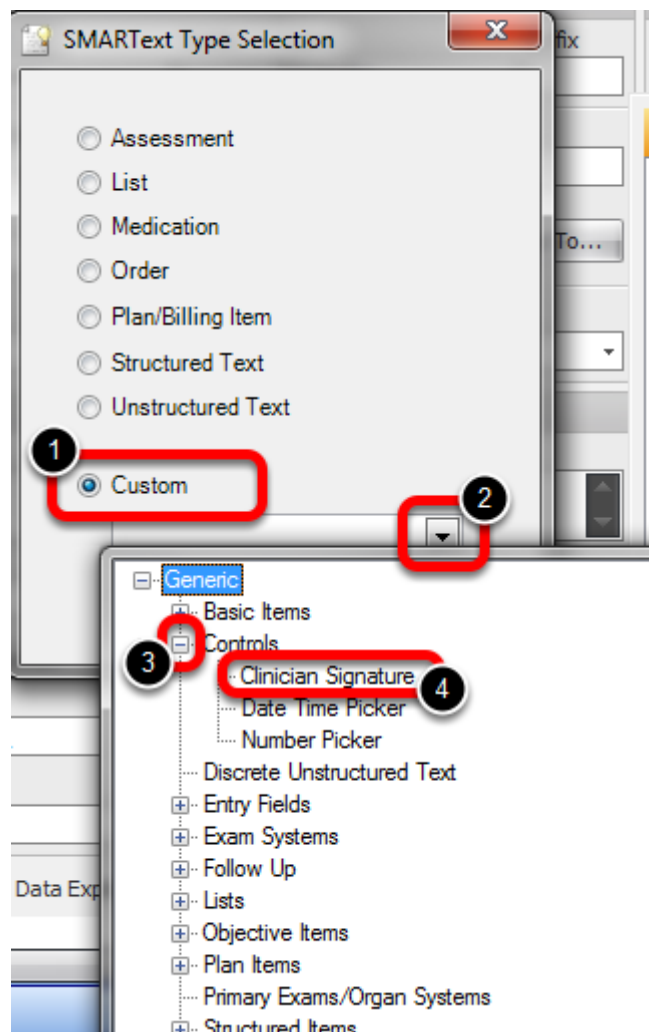 SMARText Type Selection
fix
Assessment
List
Medication
To...
Order
Plan/Billing Item
Structured Text
Unstructured Text
1
Custom
2
Generic
Basic Items
3
Controls
Clinician Signature
4
Date Time Picker
Number Picker
Discrete Unstructured Text
Entry Fields
Exam Systems
Follow Up
Data Exp
Lists
Objective Items
Plan Items
Primary Exams/Organ Systems
Structured Items